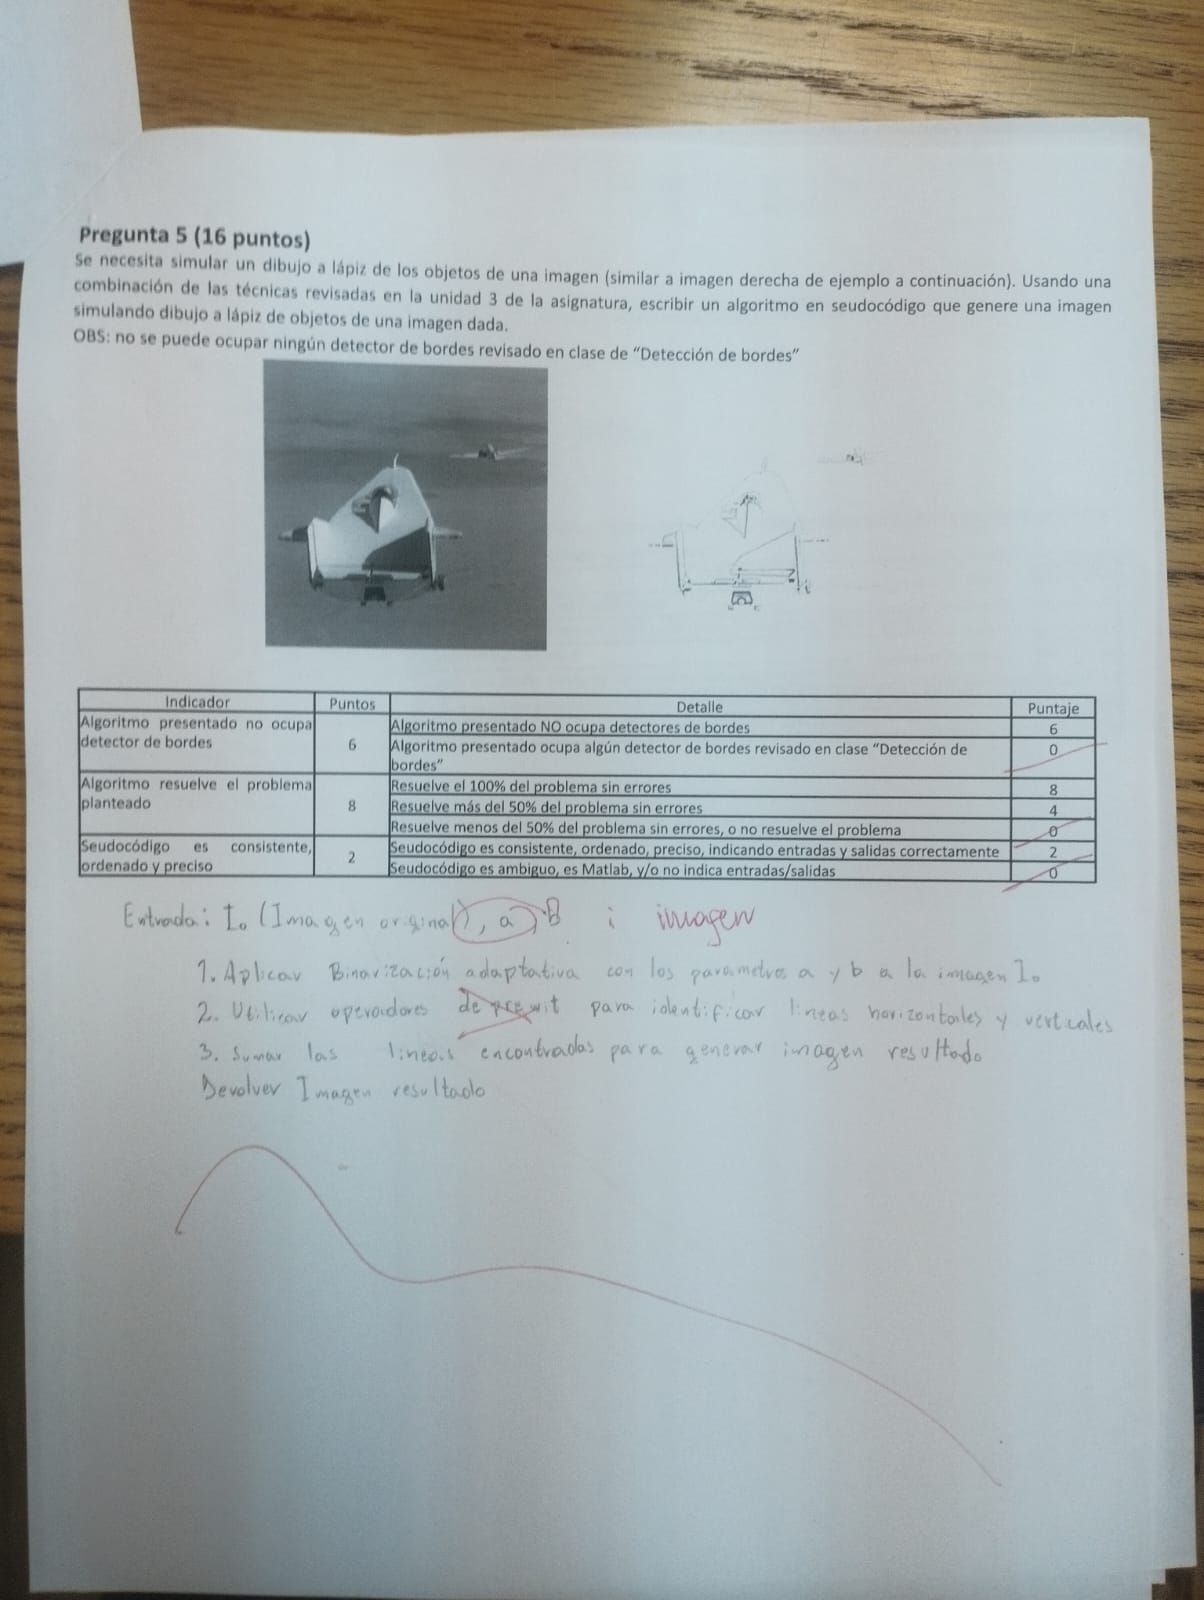 Pregunta 5 (16 puntos)
Se necesita simular un dibujo a lápiz de los objetos de una imagen (similar a imagen derecha de ejemplo a continuación). Usando una
combinación de las técnicas revisadas en la unidad 3 de la asignatura, escribir un algoritmo en seudocódigo que genere una imagen
simulando dibujo a lápiz de objetos de una imagen dada.
OBS: no se puede ocupar ningún detector de bordes revisado en clase de “Detección de bordes”
Indicador Puntos Detalle Puntaje
Algoritmo presentado no ocupa
detector de bordes
6
Algoritmo presentado NO ocupa detectores de bordes 6
Algoritmo presentado ocupa algún detector de bordes revisado en clase “Detección de
bordes” 0
Algoritmo resuelve el problema
planteado
8
Resuelve el 100% del problema sin errores 8
Resuelve más del 50% del problema sin errores 4
Resuelve menos del 50% del problema sin errores, o no resuelve el problema 0
Seudocódigo es consistente,
ordenado y preciso
2
Seudocódigo es consistente, ordenado, preciso, indicando entradas y salidas correctamente 2
Seudocódigo es ambiguo, es Matlab, y/o no indica entradas/salidas 0
Entrada: Io (Imagen original), a, B ¡ imagen
1. Aplicar Binarización adaptativa con los parametros a y b a la imagen Io
2. Utilicar operadores de prewit para identificar lineas horizontales y verticales
3. Sumar las lineas encontradas para generar imagen resultado
Devolver Imagen resultado